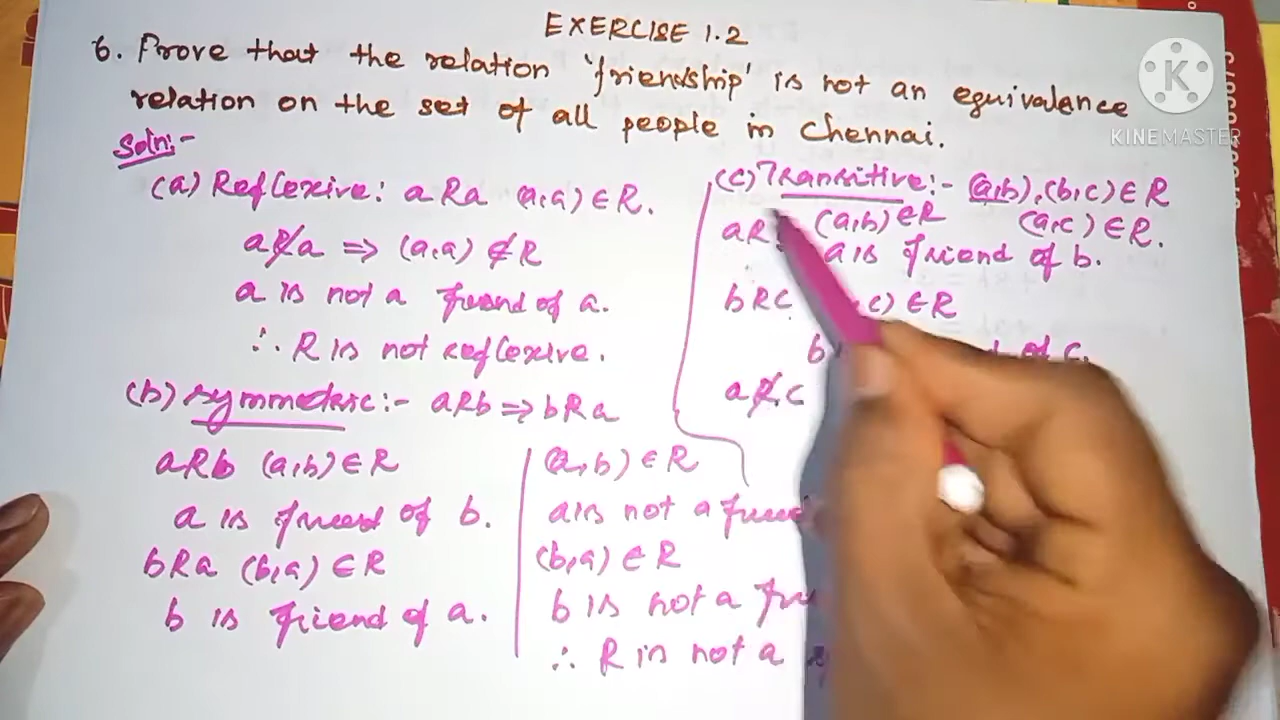 EXERCISE 1.2
6. Prove that the relation 'friendship' is not an equivalence
relation on the set of all people in Chennai.
Soln:-
(a) Reflexive: aRa (a,a) ∈ R.
aR̸a ⇒ (a,a) ∉ R
a is not a friend of a.
∴ R is not reflexive.
(b) symmetric:- aRb ⇒ bRa
aRb (a,b) ∈ R
a is friend of b.
bRa (b,a) ∈ R
b is friend of a.
(a,b) ∈ R
a is not a friend
(b,a) ∈ R
b is not a
∴ R is not a
(c) Transitive:- (a,b), (b,c) ∈ R
(a,b) ∈ R (a,c) ∈ R.
aR
a is friend of b.
bRc c) ∈ R
b of c.
aR̸c
KINEMASTER